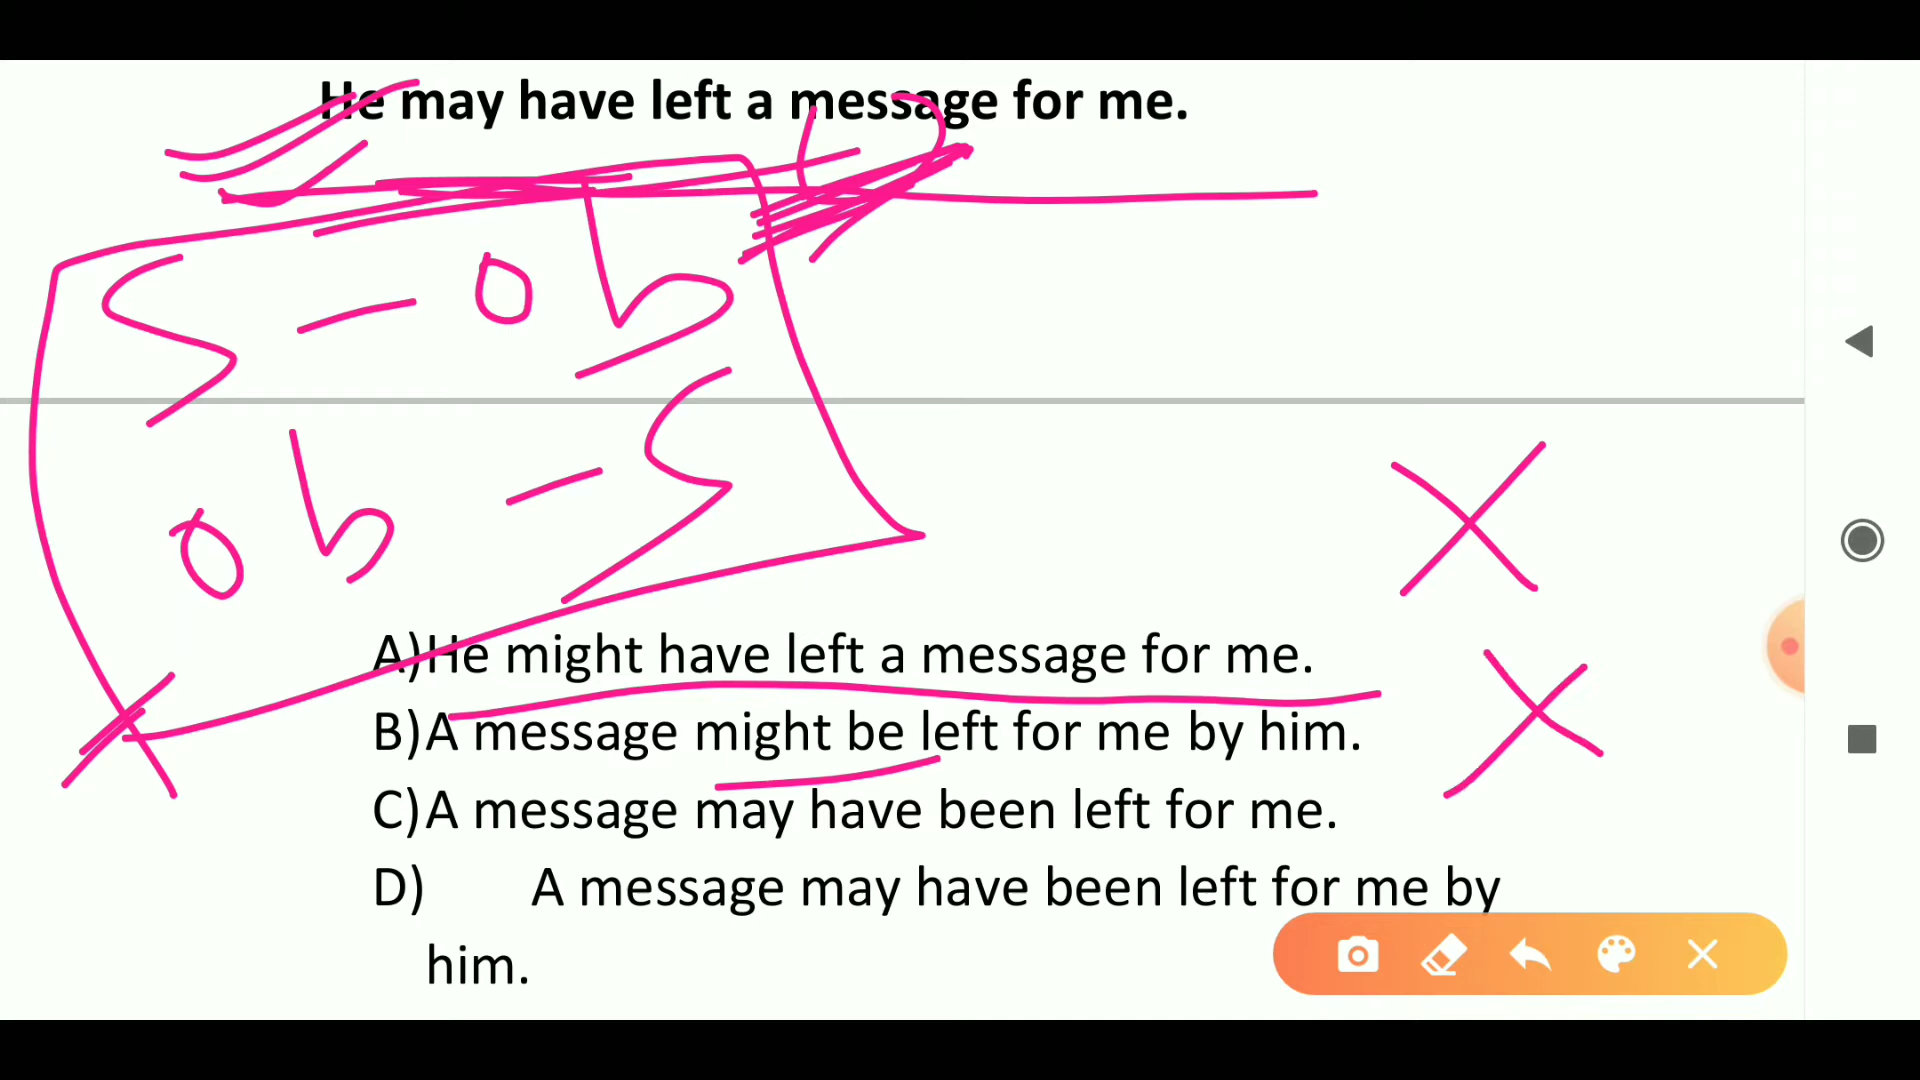 He may have left a message for me.
S - ob
ob - S
A)He might have left a message for me.
B)A message might be left for me by him.
C)A message may have been left for me.
D) A message may have been left for me by
him.